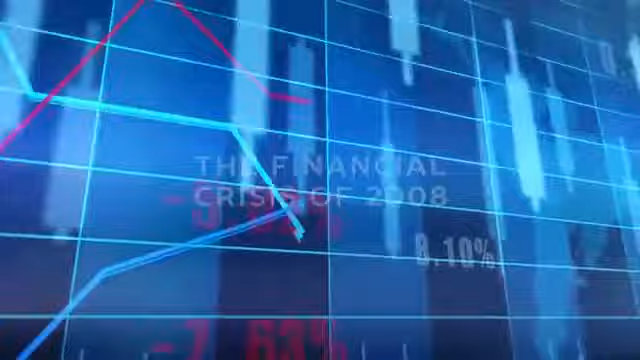 THE FINANCIAL
CRISIS OF 2008
8.10%
-7.63%